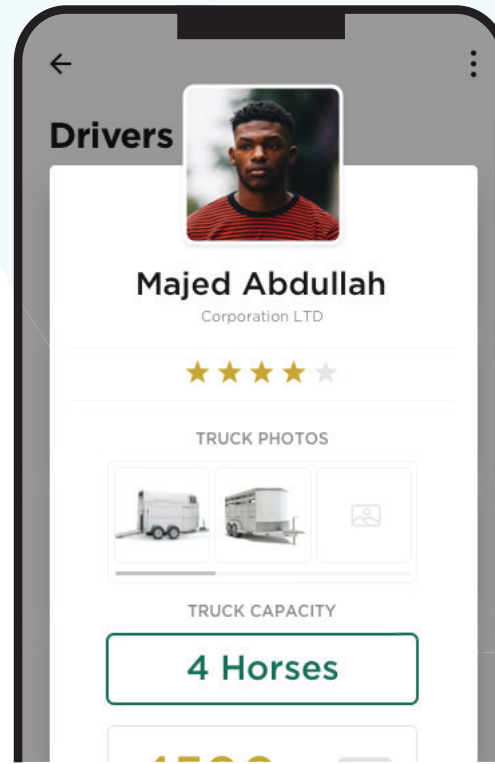 Drivers
Majed Abdullah
Corporation LTD
TRUCK PHOTOS
TRUCK CAPACITY
4 Horses